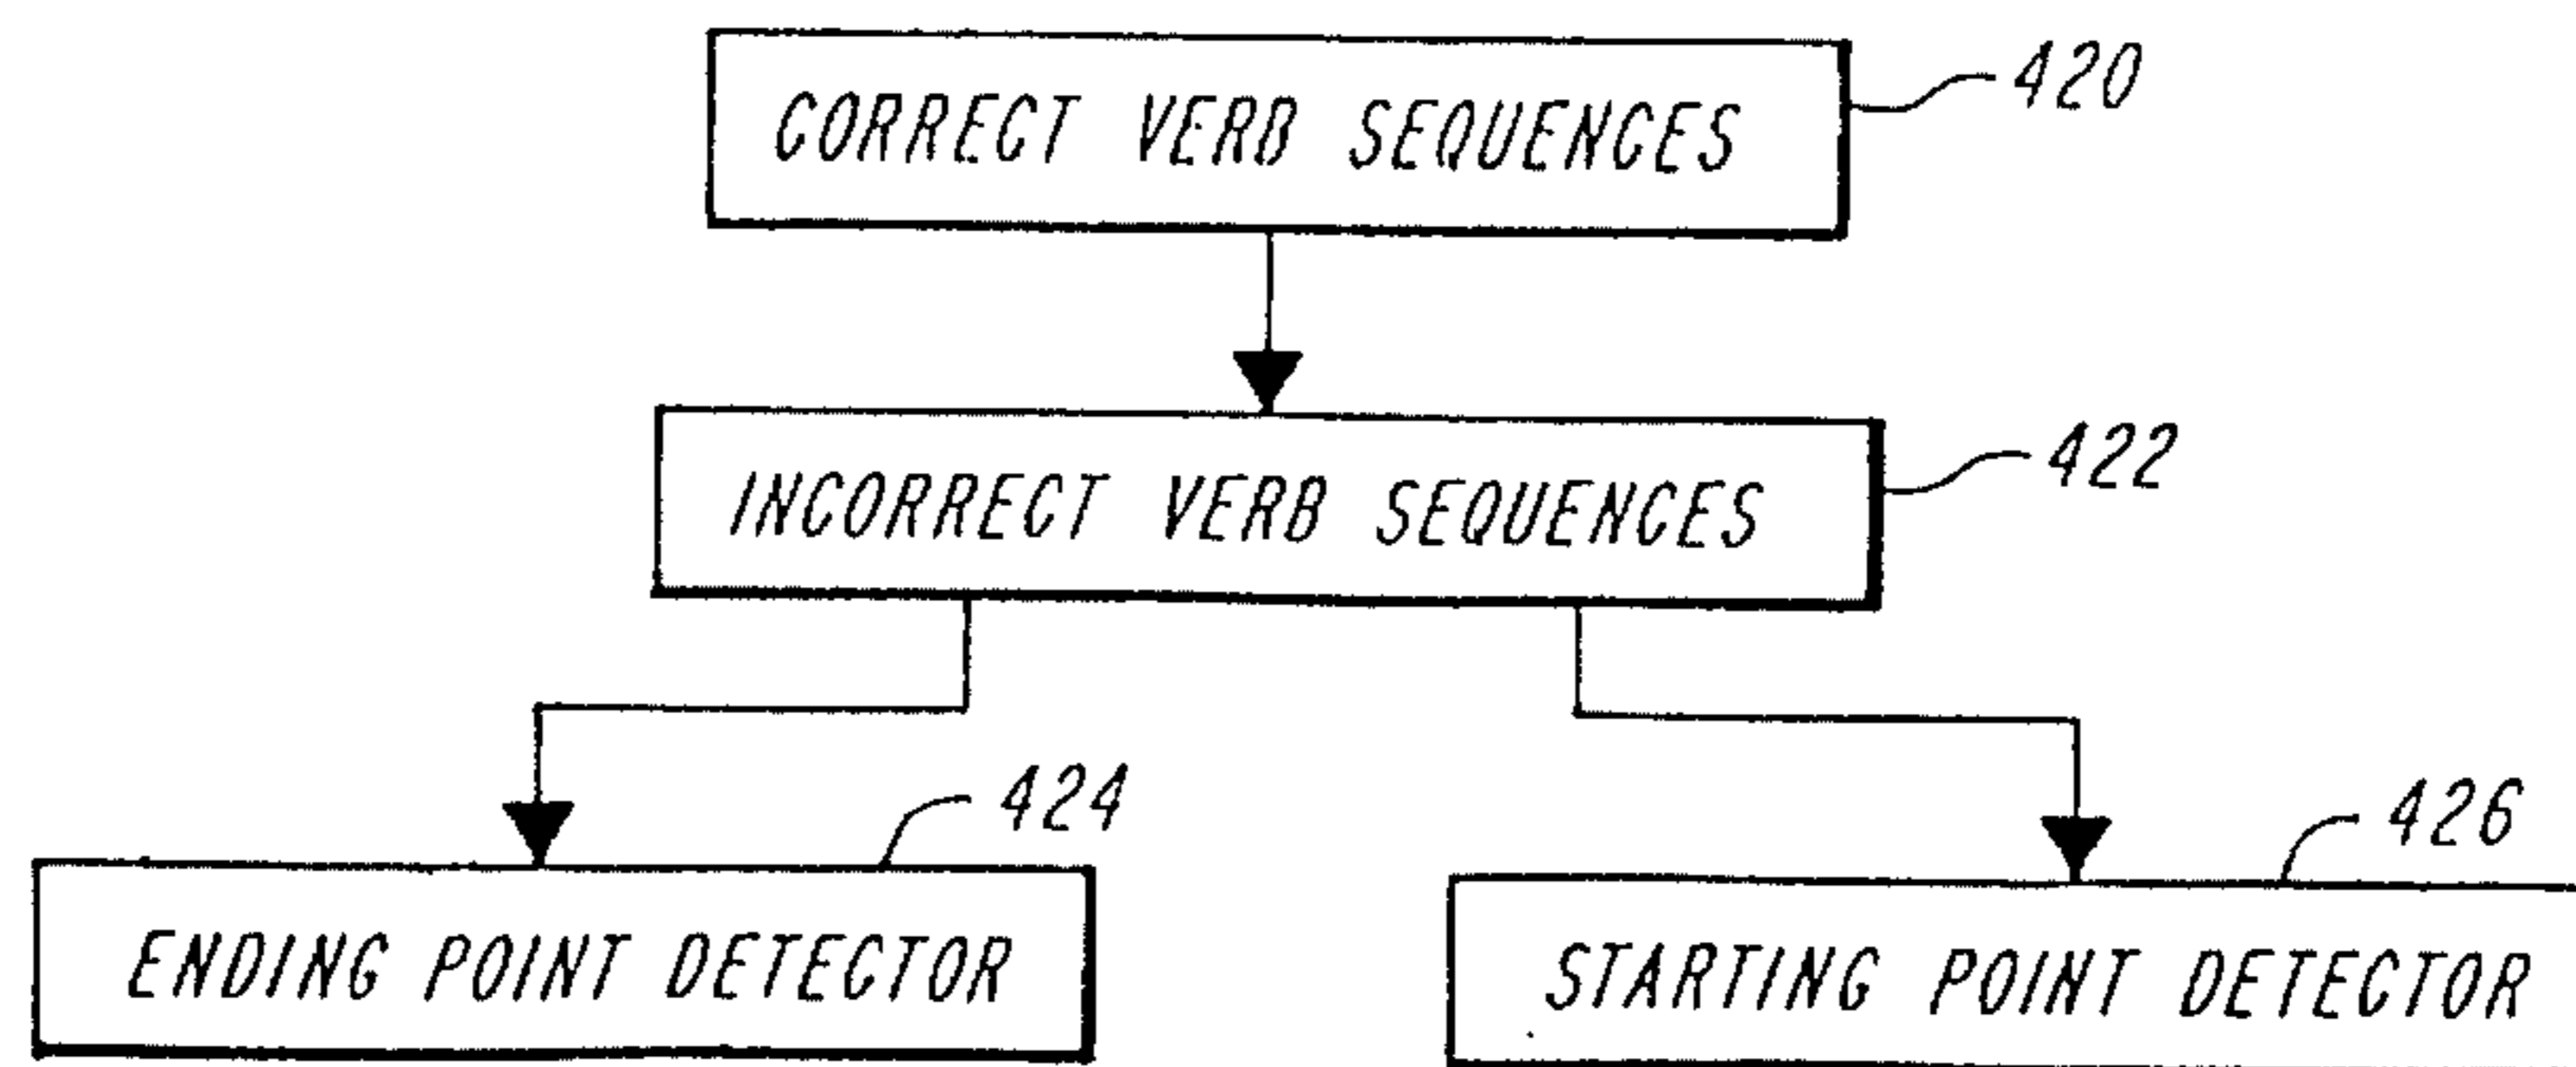 CORRECT VERB SEQUENCES
420
INCORRECT VERB SEQUENCES
422
424
426
ENDING POINT DETECTOR
STARTING POINT DETECTOR